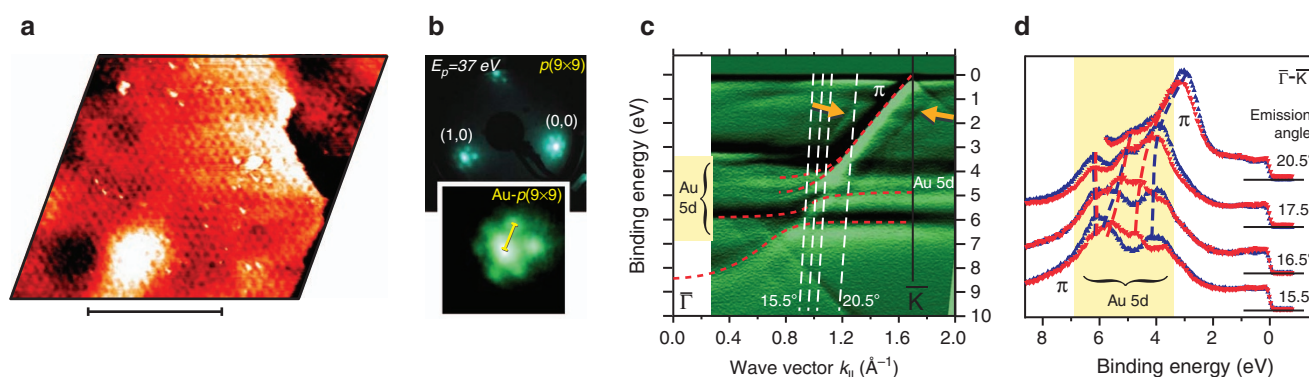 a
b
Ep=37 eV
p(9×9)
(1,0)
(0,0)
Au-p(9×9)
c
Binding energy (eV)
Au
5d
π
Au 5d
15.5°
20.5°
Γ̅
K̅
0
1
2
3
4
5
6
7
8
9
10
0.0 0.4 0.8 1.2 1.6 2.0
Wave vector k|| (Å−1)
d
Γ̅-K̅
Emission
angle
π
20.5°
17.5°
16.5°
15.5°
π
Au 5d
8 6 4 2 0
Binding energy (eV)